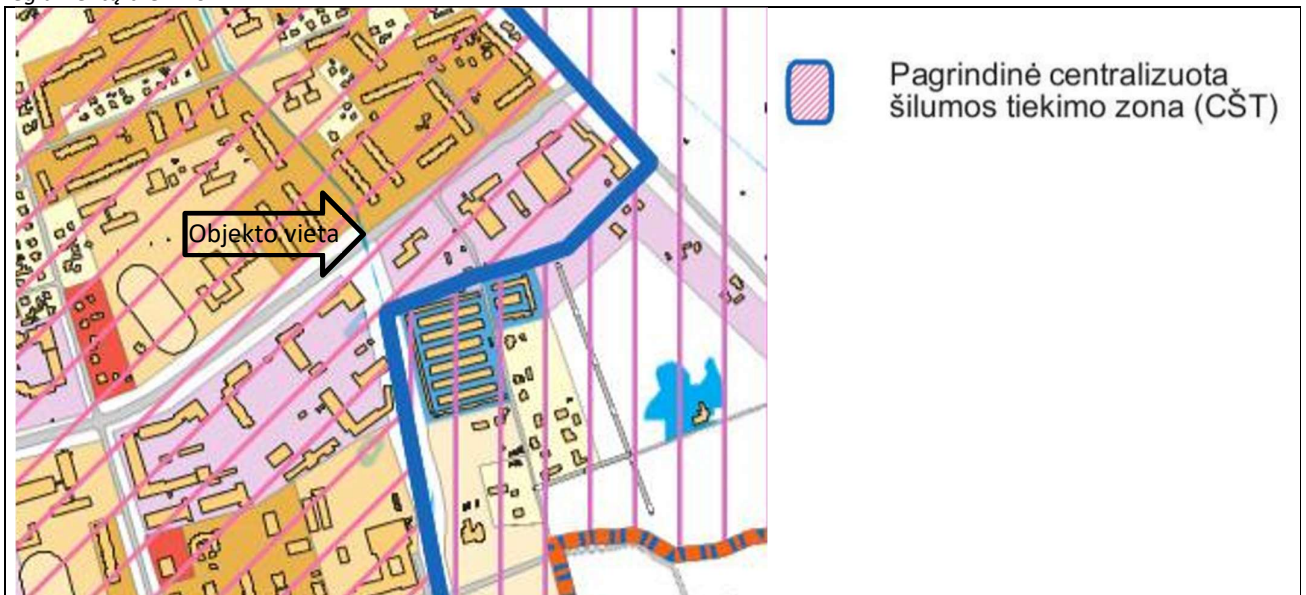 Objekto vieta
Pagrindinė centralizuota
šilumos tiekimo zona (CŠT)